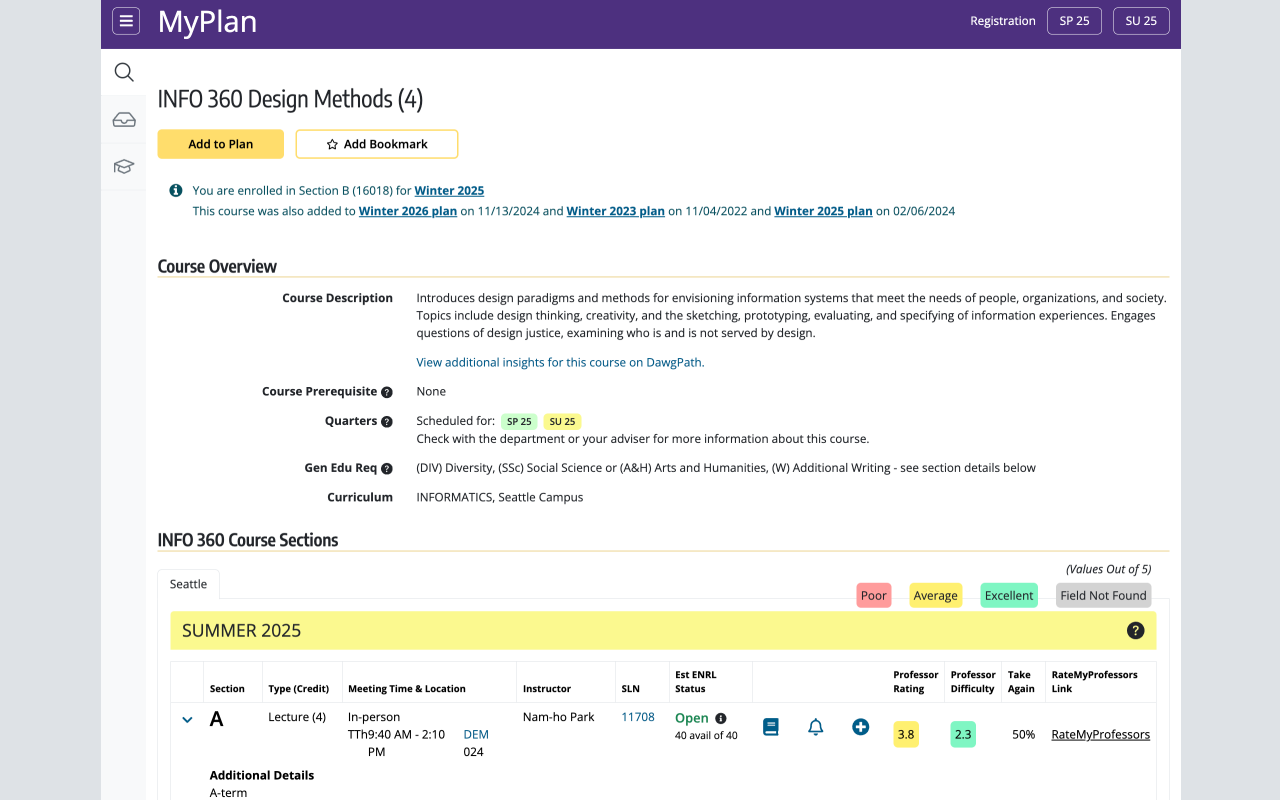 MyPlan
Registration
SP 25
SU 25
INFO 360 Design Methods (4)
Add to Plan
Add Bookmark
You are enrolled in Section B (16018) for Winter 2025
This course was also added to Winter 2026 plan on 11/13/2024 and Winter 2023 plan on 11/04/2022 and Winter 2025 plan on 02/06/2024
Course Overview
Course Description
Introduces design paradigms and methods for envisioning information systems that meet the needs of people, organizations, and society.
Topics include design thinking, creativity, and the sketching, prototyping, evaluating, and specifying of information experiences. Engages
questions of design justice, examining who is and is not served by design.
View additional insights for this course on DawgPath.
Course Prerequisite ?
None
Quarters ?
Scheduled for: SP 25 SU 25
Check with the department or your adviser for more information about this course.
Gen Edu Req ?
(DIV) Diversity, (SSc) Social Science or (A&H) Arts and Humanities, (W) Additional Writing - see section details below
Curriculum
INFORMATICS, Seattle Campus
INFO 360 Course Sections
(Values Out of 5)
Seattle
Poor
Average
Excellent
Field Not Found
SUMMER 2025
?
Section
Type (Credit)
Meeting Time & Location
Instructor
SLN
Est ENRL
Status
Professor
Rating
Professor
Difficulty
Take
Again
RateMyProfessors
Link
A
Lecture (4)
In-person
TTh9:40 AM - 2:10
PM
DEM
024
Nam-ho Park
11708
Open
40 avail of 40
3.8
2.3
50%
RateMyProfessors
Additional Details
A-term